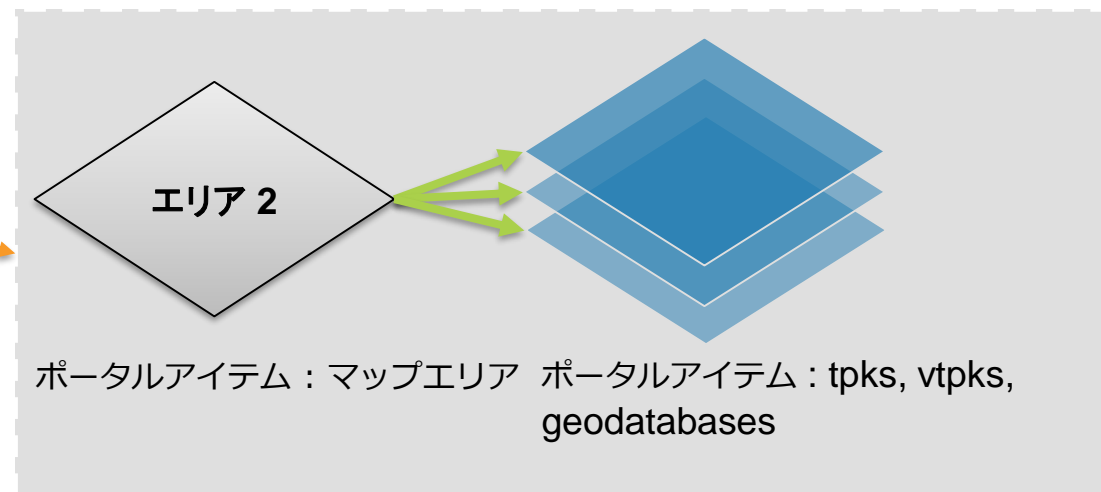 エリア 2
ポータルアイテム：マップエリア
ポータルアイテム : tpks, vtpks,
geodatabases